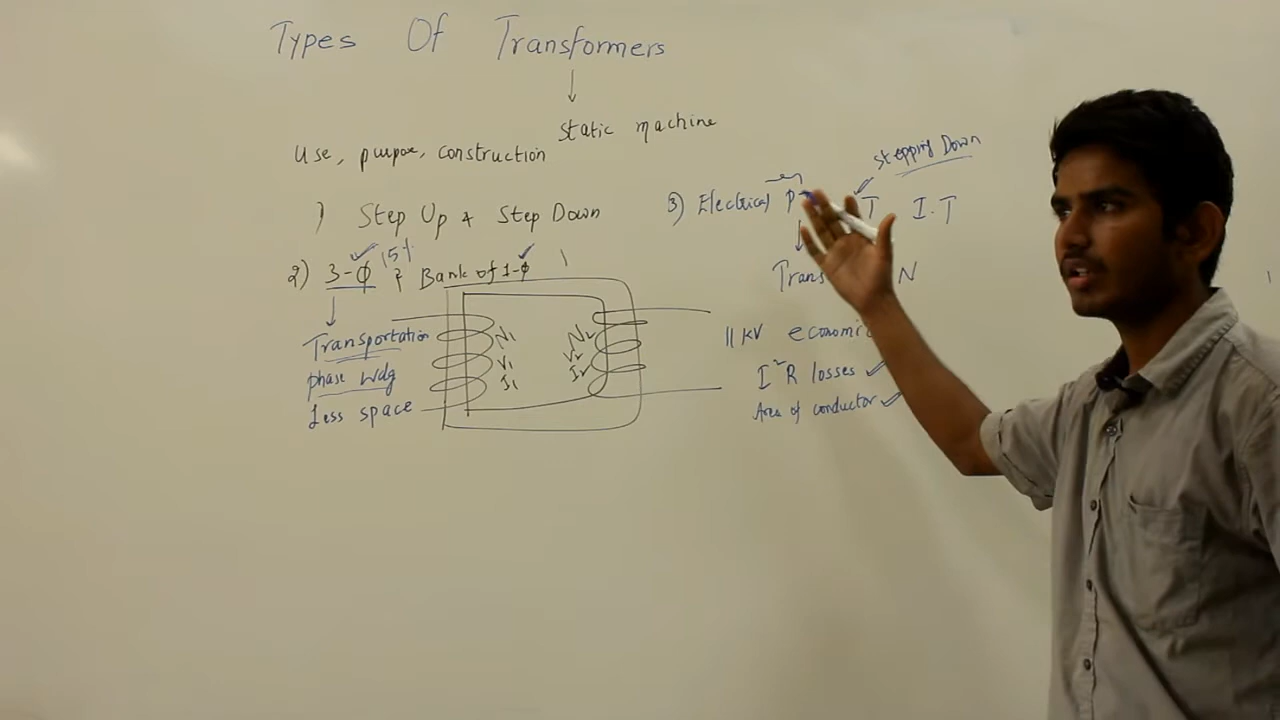 Types Of Transformers
Static machine
Use, purpose, construction
1) Step Up & Step Down
2) 3-Φ 15% Bank of 1-Φ
Transportation
phase wdg
Less space
N1
V1
I1
N2
V2
I2
Stepping Down
3) Electrical P T I.T
Trans N
11 KV economic
I²R losses
Area of conductor